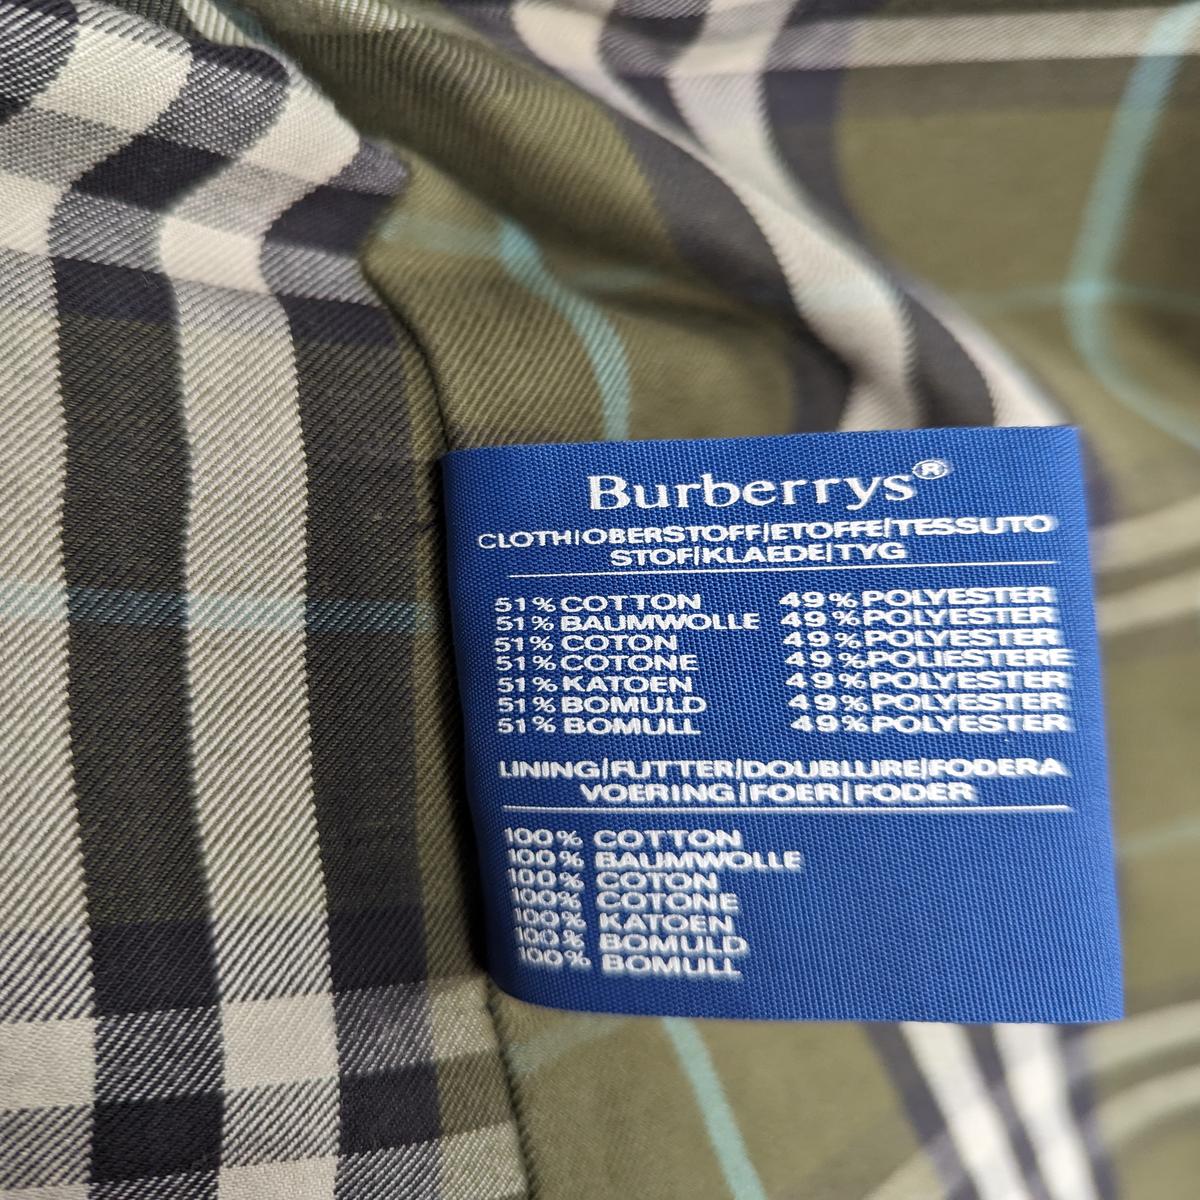 Burberrys®
CLOTH|OBERSTOFF|ETOFFE|TESSUTO
STOF|KLAEDE|TYG
51% COTTON 49% POLYESTER
51% BAUMWOLLE 49% POLYESTER
51% COTON 49% POLYESTER
51% COTONE 49% POLIESTERE
51% KATOEN 49% POLYESTER
51% BOMULD 49% POLYESTER
51% BOMULL 49% POLYESTER
LINING|FUTTER|DOUBLURE|FODERA
VOERING|FOER|FODER
100% COTTON
100% BAUMWOLLE
100% COTON
100% COTONE
100% KATOEN
100% BOMULD
100% BOMULL